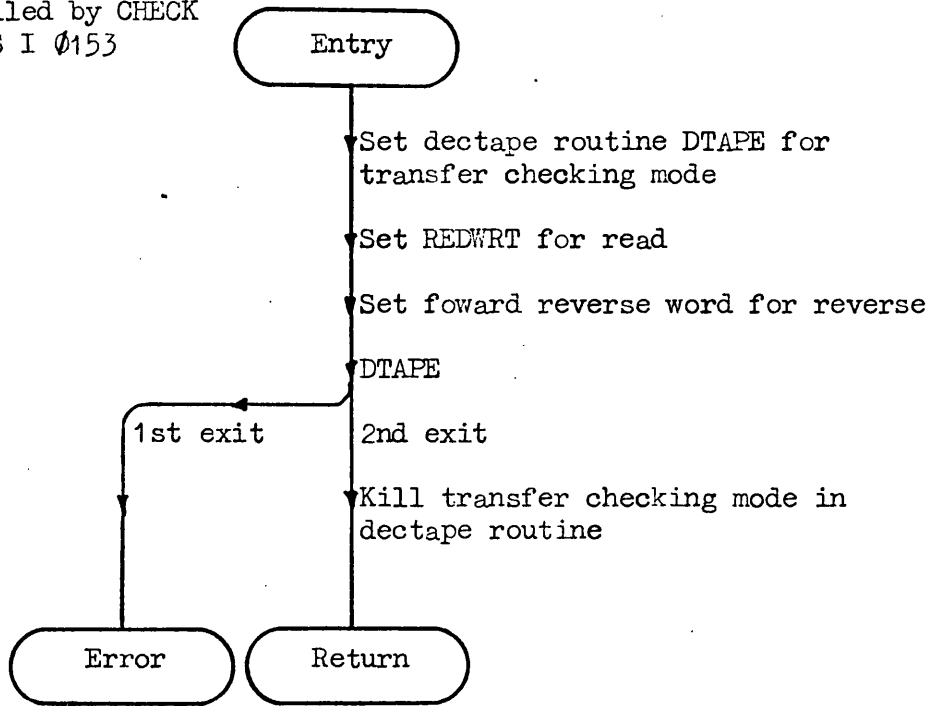 lled by CHECK
S I Ø153
Entry
Set dectape routine DTAPE for
transfer checking mode
Set REDWRT for read
Set foward reverse word for reverse
DTAPE
1st exit
2nd exit
Kill transfer checking mode in
dectape routine
Error
Return